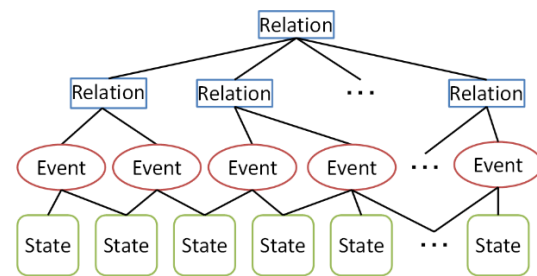 Relation
Relation Relation ... Relation
Event Event Event Event ... Event
State State State State State ... State